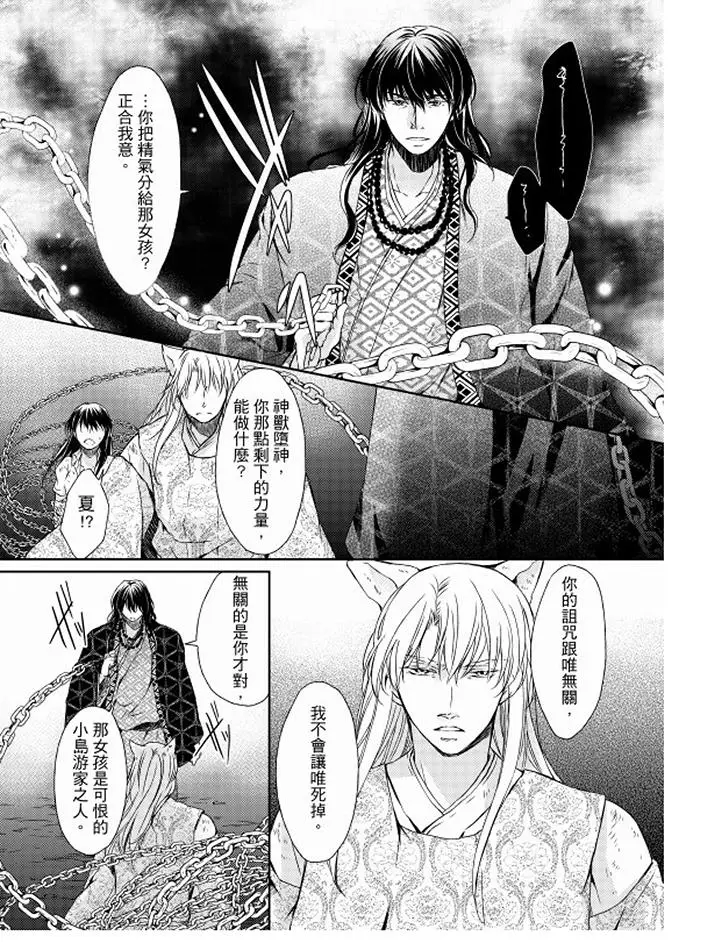 …你把精氣分給那女孩？
正合我意。
神獸墮神，
你那點剩下的力量，
能做什麼？
夏!?
你的詛咒跟唯無關，
我不會讓唯死掉。
無關的是你才對，
那女孩是可恨的
小島游家之人。